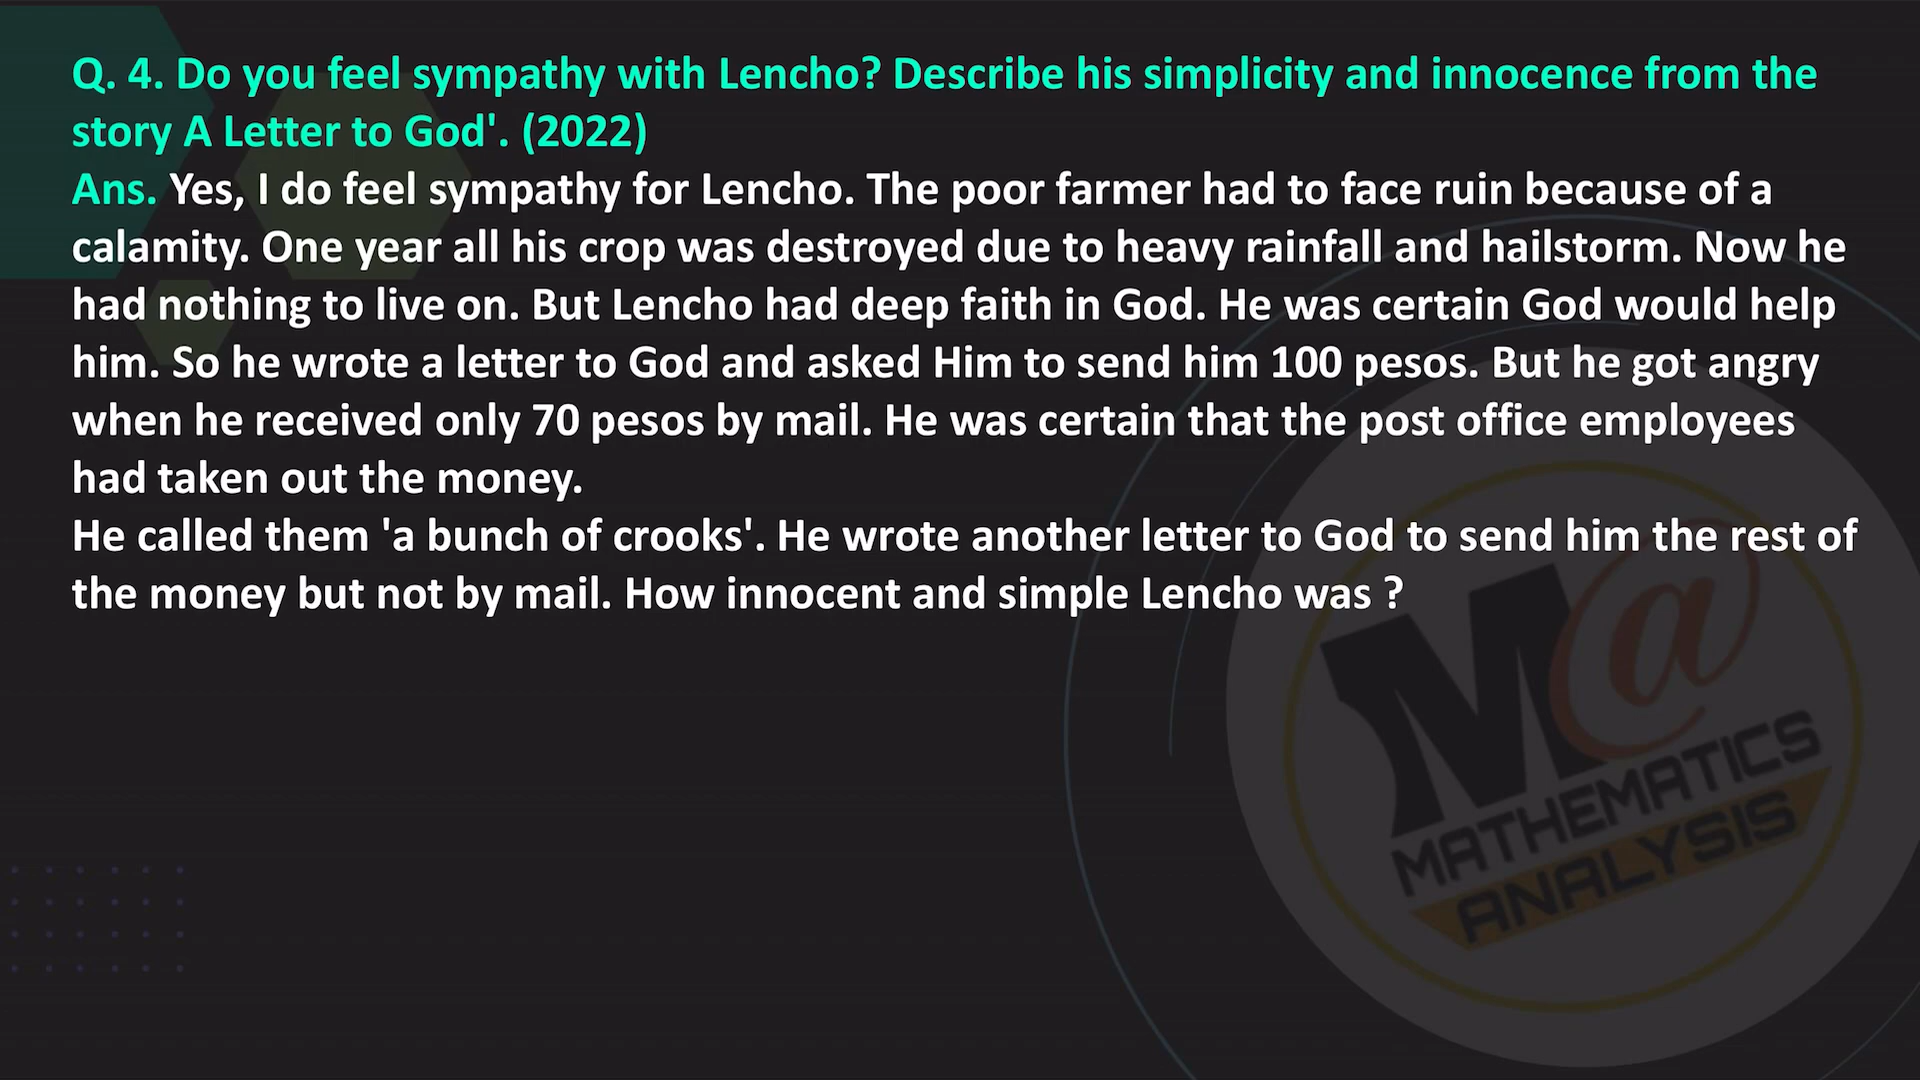 Q. 4. Do you feel sympathy with Lencho? Describe his simplicity and innocence from the
story A Letter to God'. (2022)
Ans. Yes, I do feel sympathy for Lencho. The poor farmer had to face ruin because of a
calamity. One year all his crop was destroyed due to heavy rainfall and hailstorm. Now he
had nothing to live on. But Lencho had deep faith in God. He was certain God would help
him. So he wrote a letter to God and asked Him to send him 100 pesos. But he got angry
when he received only 70 pesos by mail. He was certain that the post office employees
had taken out the money.
He called them 'a bunch of crooks'. He wrote another letter to God to send him the rest of
the money but not by mail. How innocent and simple Lencho was ?
M@
MATHEMATICS
ANALYSIS